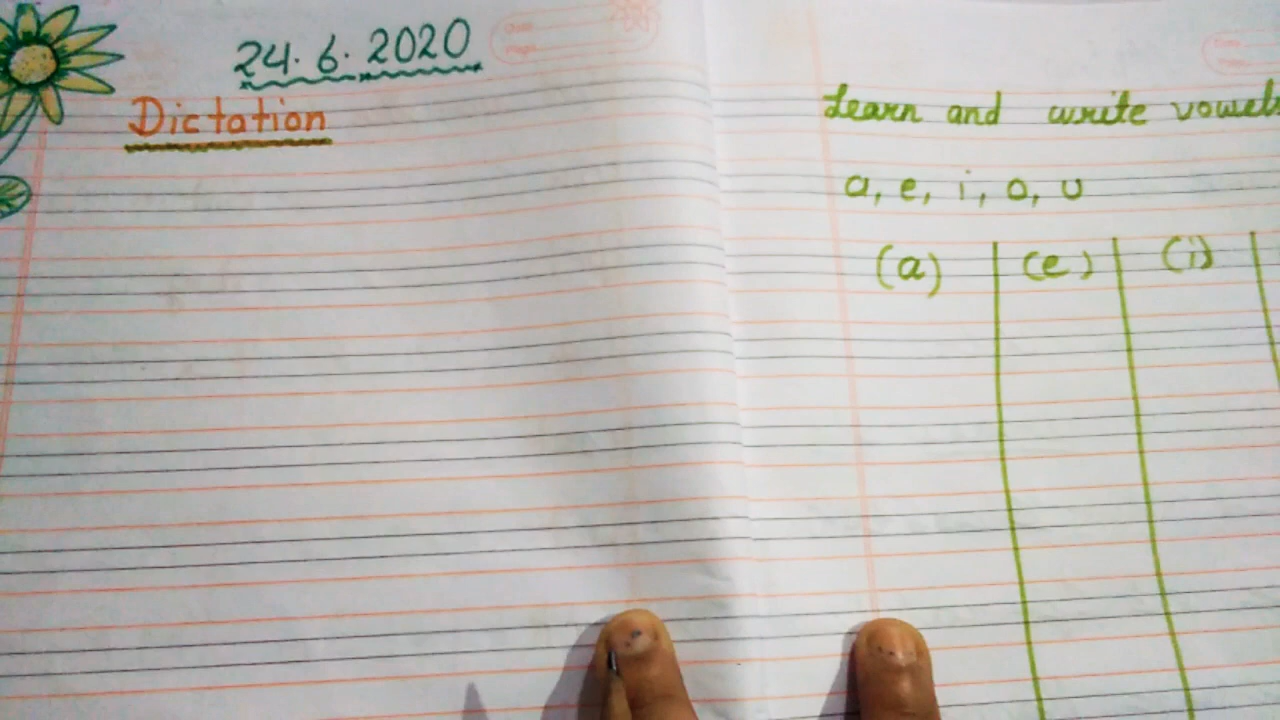 24.6.2020
Dictation
Learn and write vowels
a, e, i, o, u
(a) (e) (i)